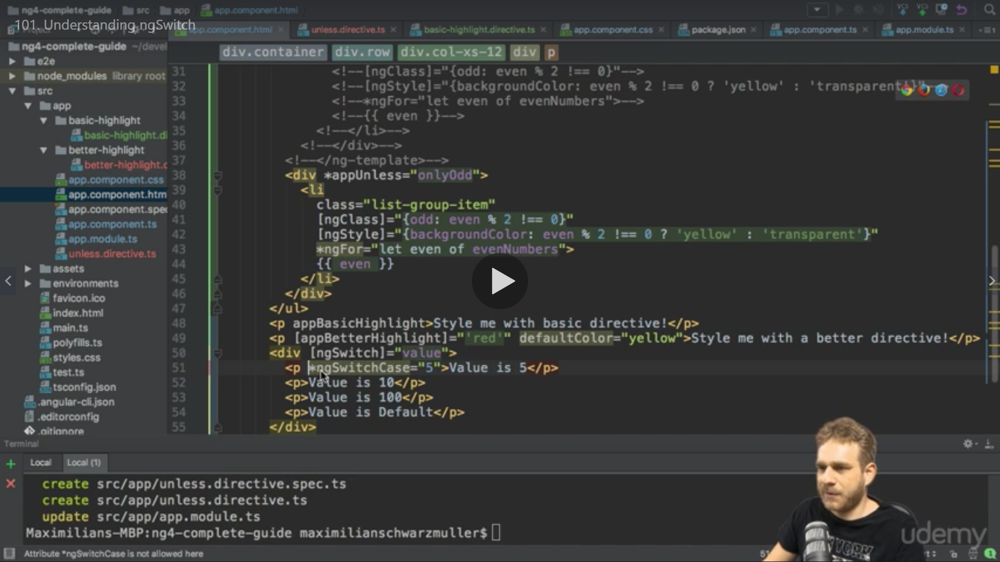 ng4-complete-guide src app app.component.html
101. Understanding ngSwitch
app.component.html unless.directive.ts basic-highlight.directive.ts app.component.css package.json app.component.ts app.module.ts
ng4-complete-guide ~/devel
e2e
node_modules library root
src
app
basic-highlight
basic-highlight.di
better-highlight
better-highlight.c
app.component.css
app.component.htm
app.component.spec
app.component.ts
app.module.ts
unless.directive.ts
assets
environments
favicon.ico
index.html
main.ts
polyfills.ts
styles.css
test.ts
tsconfig.json
.angular-cli.json
.editorconfig
.gitignore
div.container div.row div.col-xs-12 div p
31 <!--[ngClass]="{odd: even % 2 !== 0}"-->
32 <!--[ngStyle]="{backgroundColor: even % 2 !== 0 ? 'yellow' : 'transparent'}"-->
33 <!--*ngFor="let even of evenNumbers">-->
34 <!--{{ even }}-->
35 <!--</li>-->
36 <!--</div>-->
37 <!--</ng-template>-->
38 <div *appUnless="onlyOdd">
39 <li
40 class="list-group-item"
41 [ngClass]="{odd: even % 2 !== 0}"
42 [ngStyle]="{backgroundColor: even % 2 !== 0 ? 'yellow' : 'transparent'}"
43 *ngFor="let even of evenNumbers">
44 {{ even }}
45 </li>
46 </div>
47 </ul>
48 <p appBasicHighlight>Style me with basic directive!</p>
49 <p [appBetterHighlight]="'red'" defaultColor="yellow">Style me with a better directive!</p>
50 <div [ngSwitch]="value">
51 <p *ngSwitchCase="5">Value is 5</p>
52 <p>Value is 10</p>
53 <p>Value is 100</p>
54 <p>Value is Default</p>
55 </div>
Terminal
Local Local (1)
create src/app/unless.directive.spec.ts
create src/app/unless.directive.ts
update src/app/app.module.ts
Maximilians-MBP:ng4-complete-guide maximilianschwarzmuller$
udemy
YORK
Attribute *ngSwitchCase is not allowed here